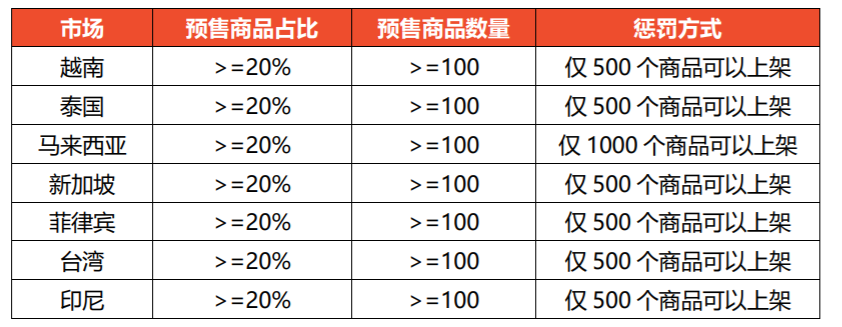 市场 预售商品占比 预售商品数量 惩罚方式
越南 >=20% >=100 仅 500 个商品可以上架
泰国 >=20% >=100 仅 500 个商品可以上架
马来西亚 >=20% >=100 仅 1000 个商品可以上架
新加坡 >=20% >=100 仅 500 个商品可以上架
菲律宾 >=20% >=100 仅 500 个商品可以上架
台湾 >=20% >=100 仅 500 个商品可以上架
印尼 >=20% >=100 仅 500 个商品可以上架